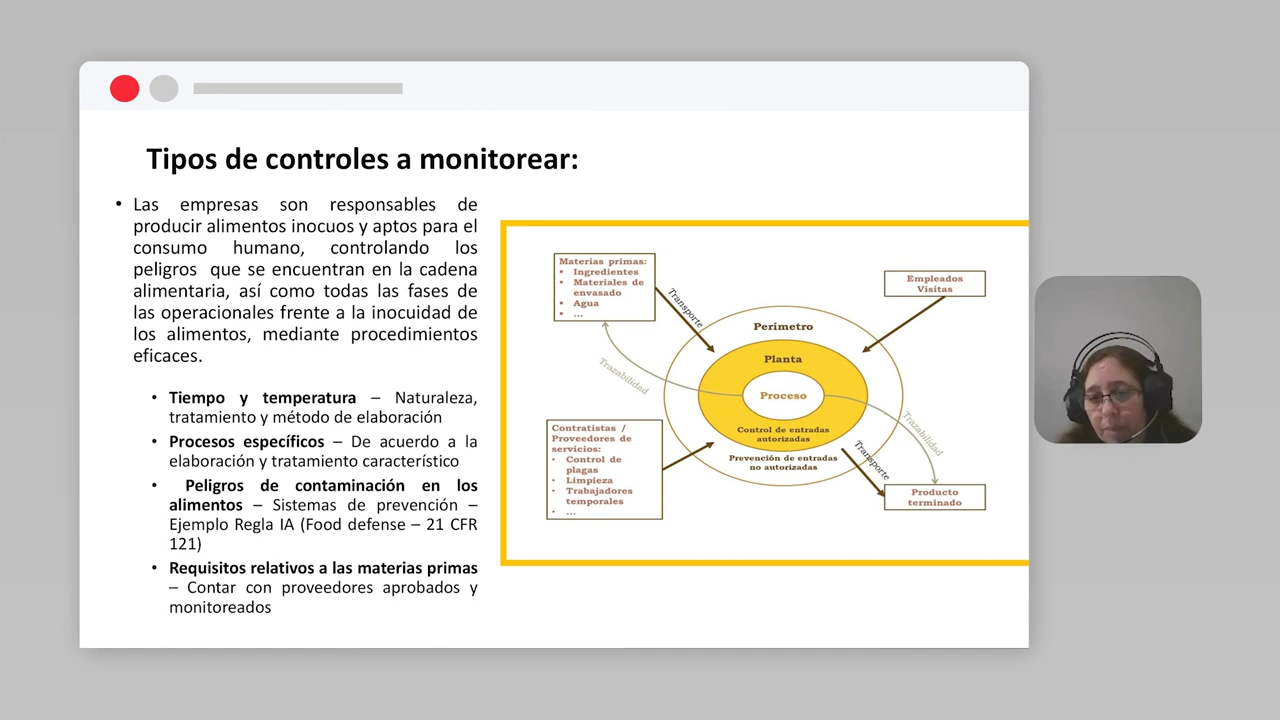 Tipos de controles a monitorear:
• Las empresas son responsables de
producir alimentos inocuos y aptos para el
consumo humano, controlando los
peligros que se encuentran en la cadena
alimentaria, así como todas las fases de
las operacionales frente a la inocuidad de
los alimentos, mediante procedimientos
eficaces.
• Tiempo y temperatura – Naturaleza,
tratamiento y método de elaboración
• Procesos específicos – De acuerdo a la
elaboración y tratamiento característico
• Peligros de contaminación en los
alimentos – Sistemas de prevención –
Ejemplo Regla IA (Food defense – 21 CFR
121)
• Requisitos relativos a las materias primas
– Contar con proveedores aprobados y
monitoreados
Materias primas:
• Ingredientes
• Materiales de
envasado
• Agua
• ...
Transporte
Empleados
Visitas
Perímetro
Planta
Proceso
Control de entradas
autorizadas
Prevención de entradas
no autorizadas
Trazabilidad
Trazabilidad
Contratistas /
Proveedores de
servicios:
• Control de
plagas
• Limpieza
• Trabajadores
temporales
• ...
Transporte
Producto
terminado